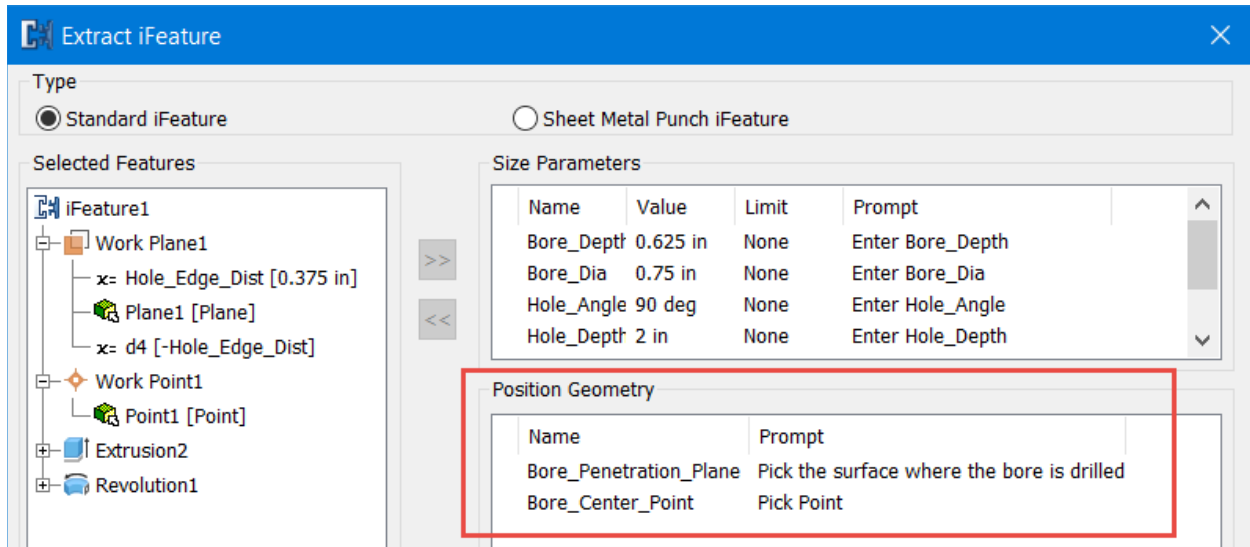 Extract iFeature
Type
Standard iFeature
Sheet Metal Punch iFeature
Selected Features
iFeature1
Work Plane1
x= Hole_Edge_Dist [0.375 in]
Plane1 [Plane]
x= d4 [-Hole_Edge_Dist]
Work Point1
Point1 [Point]
Extrusion2
Revolution1
>>
<<
Size Parameters
Name Value Limit Prompt
Bore_Depth 0.625 in None Enter Bore_Depth
Bore_Dia 0.75 in None Enter Bore_Dia
Hole_Angle 90 deg None Enter Hole_Angle
Hole_Depth 2 in None Enter Hole_Depth
Position Geometry
Name Prompt
Bore_Penetration_Plane Pick the surface where the bore is drilled
Bore_Center_Point Pick Point